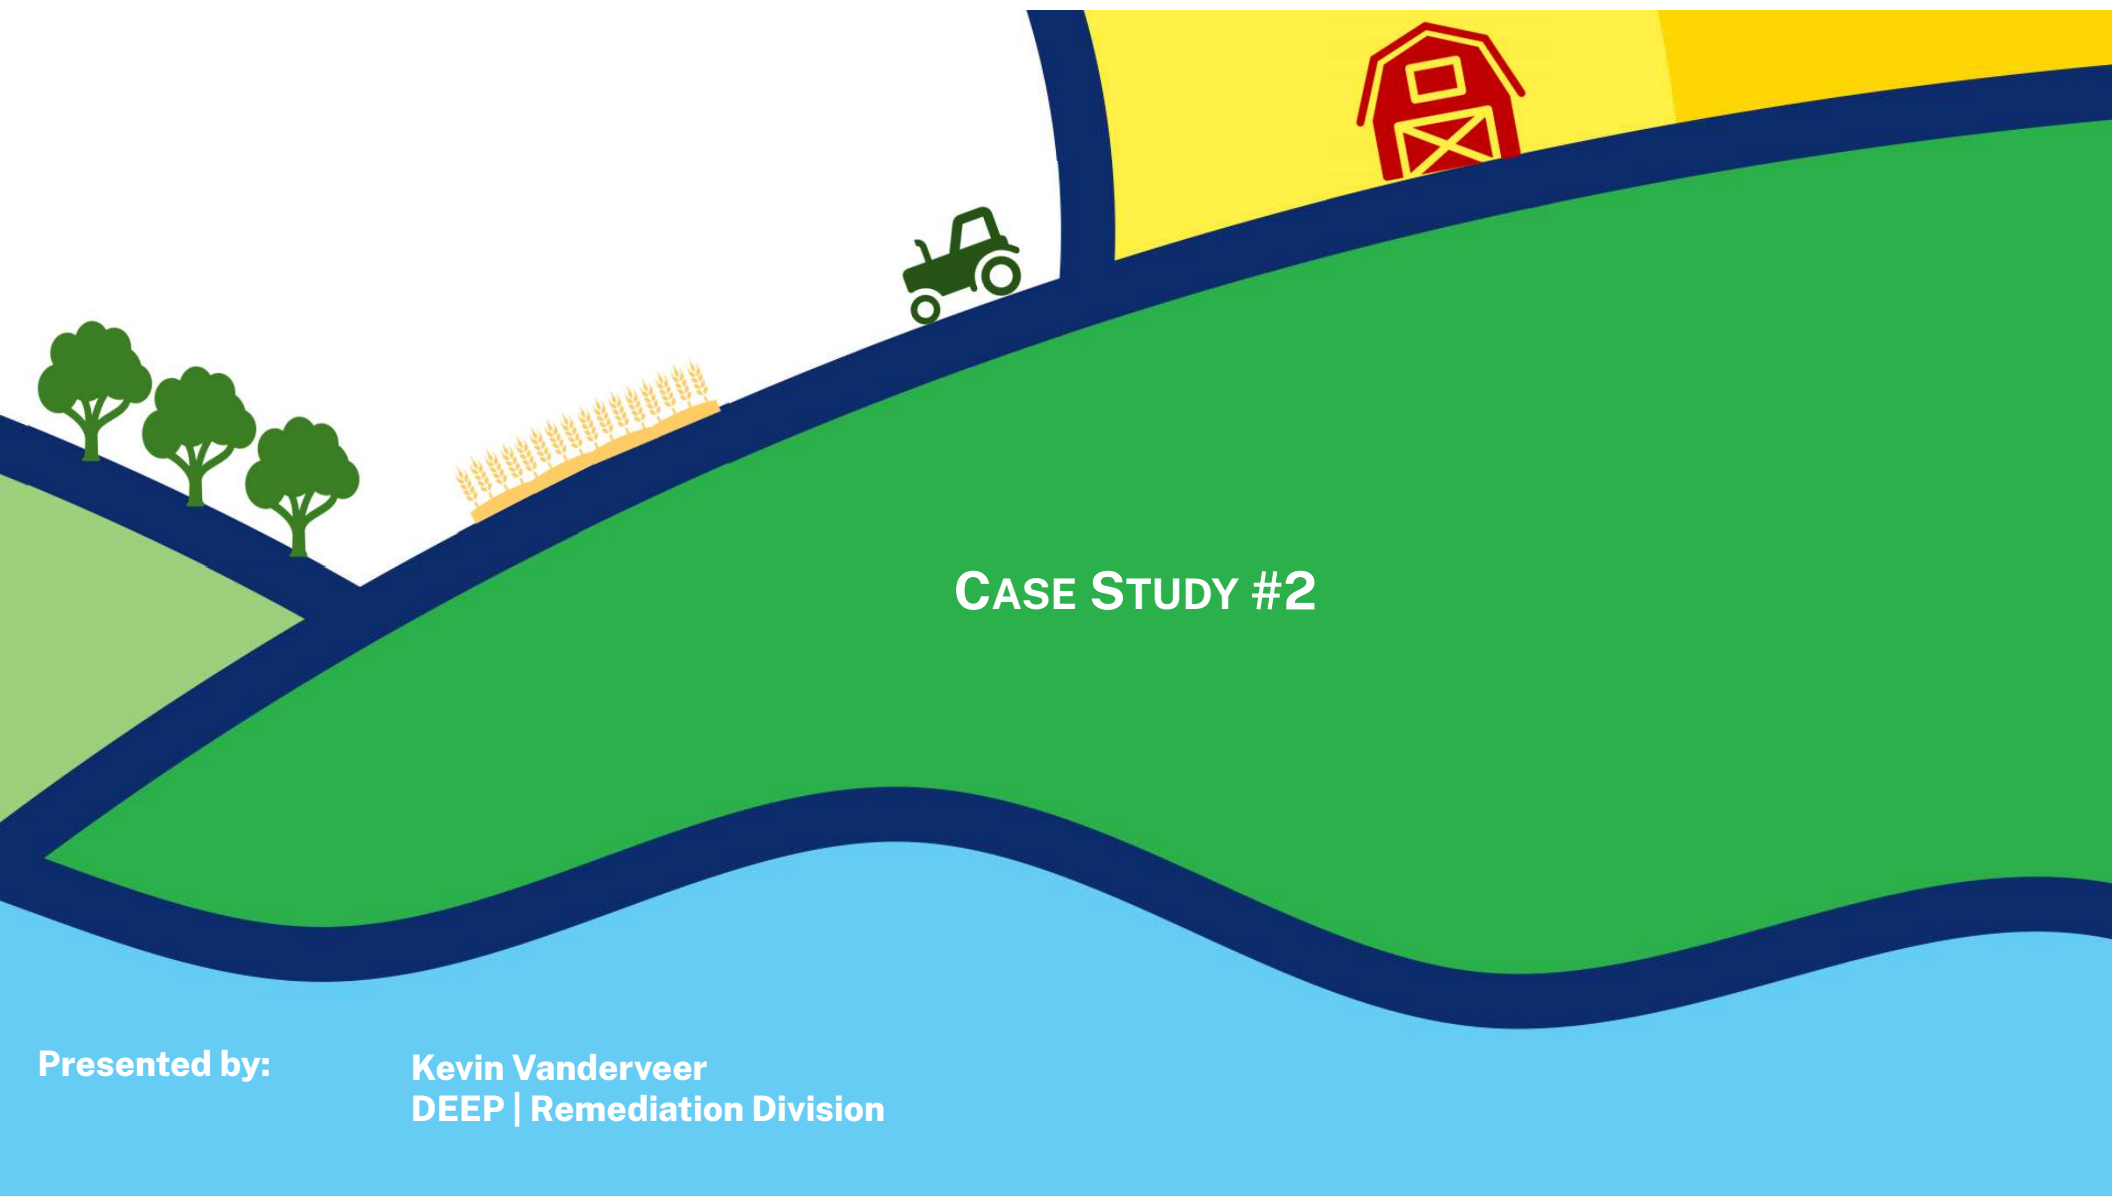 CASE STUDY #2
Presented by:
Kevin Vanderveer
DEEP | Remediation Division